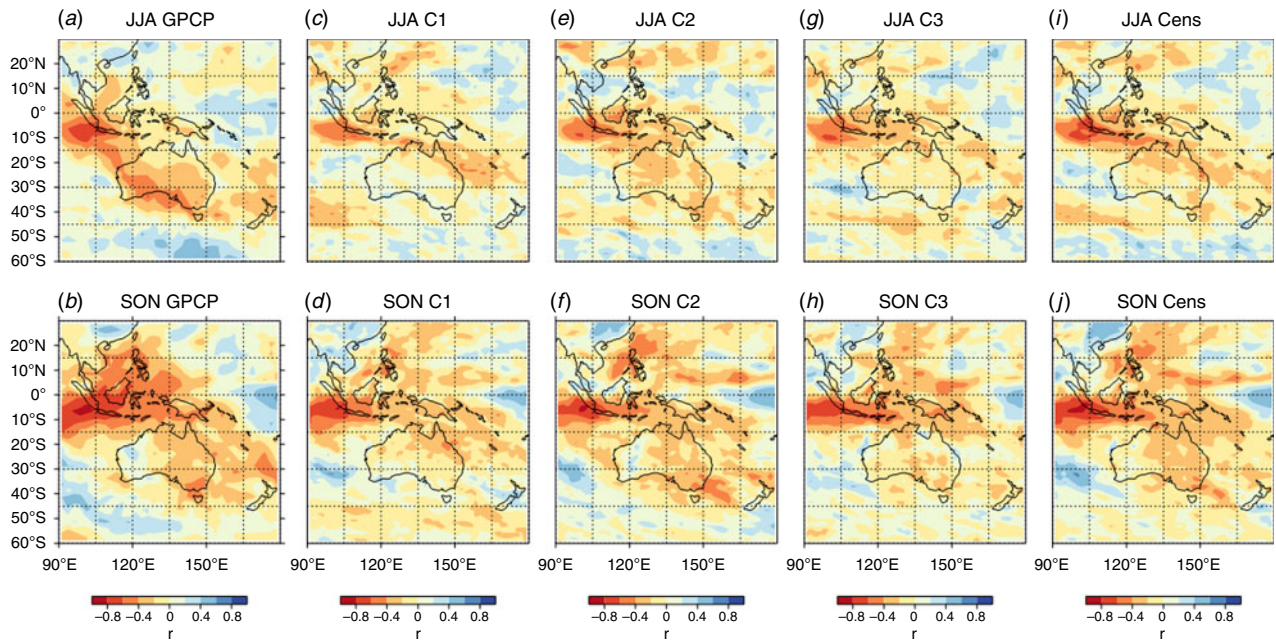 (a) JJA GPCP
(c) JJA C1
(e) JJA C2
(g) JJA C3
(i) JJA Cens
20°N
10°N
0°
10°S
20°S
30°S
40°S
50°S
60°S
(b) SON GPCP
(d) SON C1
(f) SON C2
(h) SON C3
(j) SON Cens
20°N
10°N
0°
10°S
20°S
30°S
40°S
50°S
60°S
90°E 120°E 150°E
90°E 120°E 150°E
90°E 120°E 150°E
90°E 120°E 150°E
90°E 120°E 150°E
−0.8 −0.4 0 0.4 0.8
−0.8 −0.4 0 0.4 0.8
−0.8 −0.4 0 0.4 0.8
−0.8 −0.4 0 0.4 0.8
−0.8 −0.4 0 0.4 0.8
r
r
r
r
r